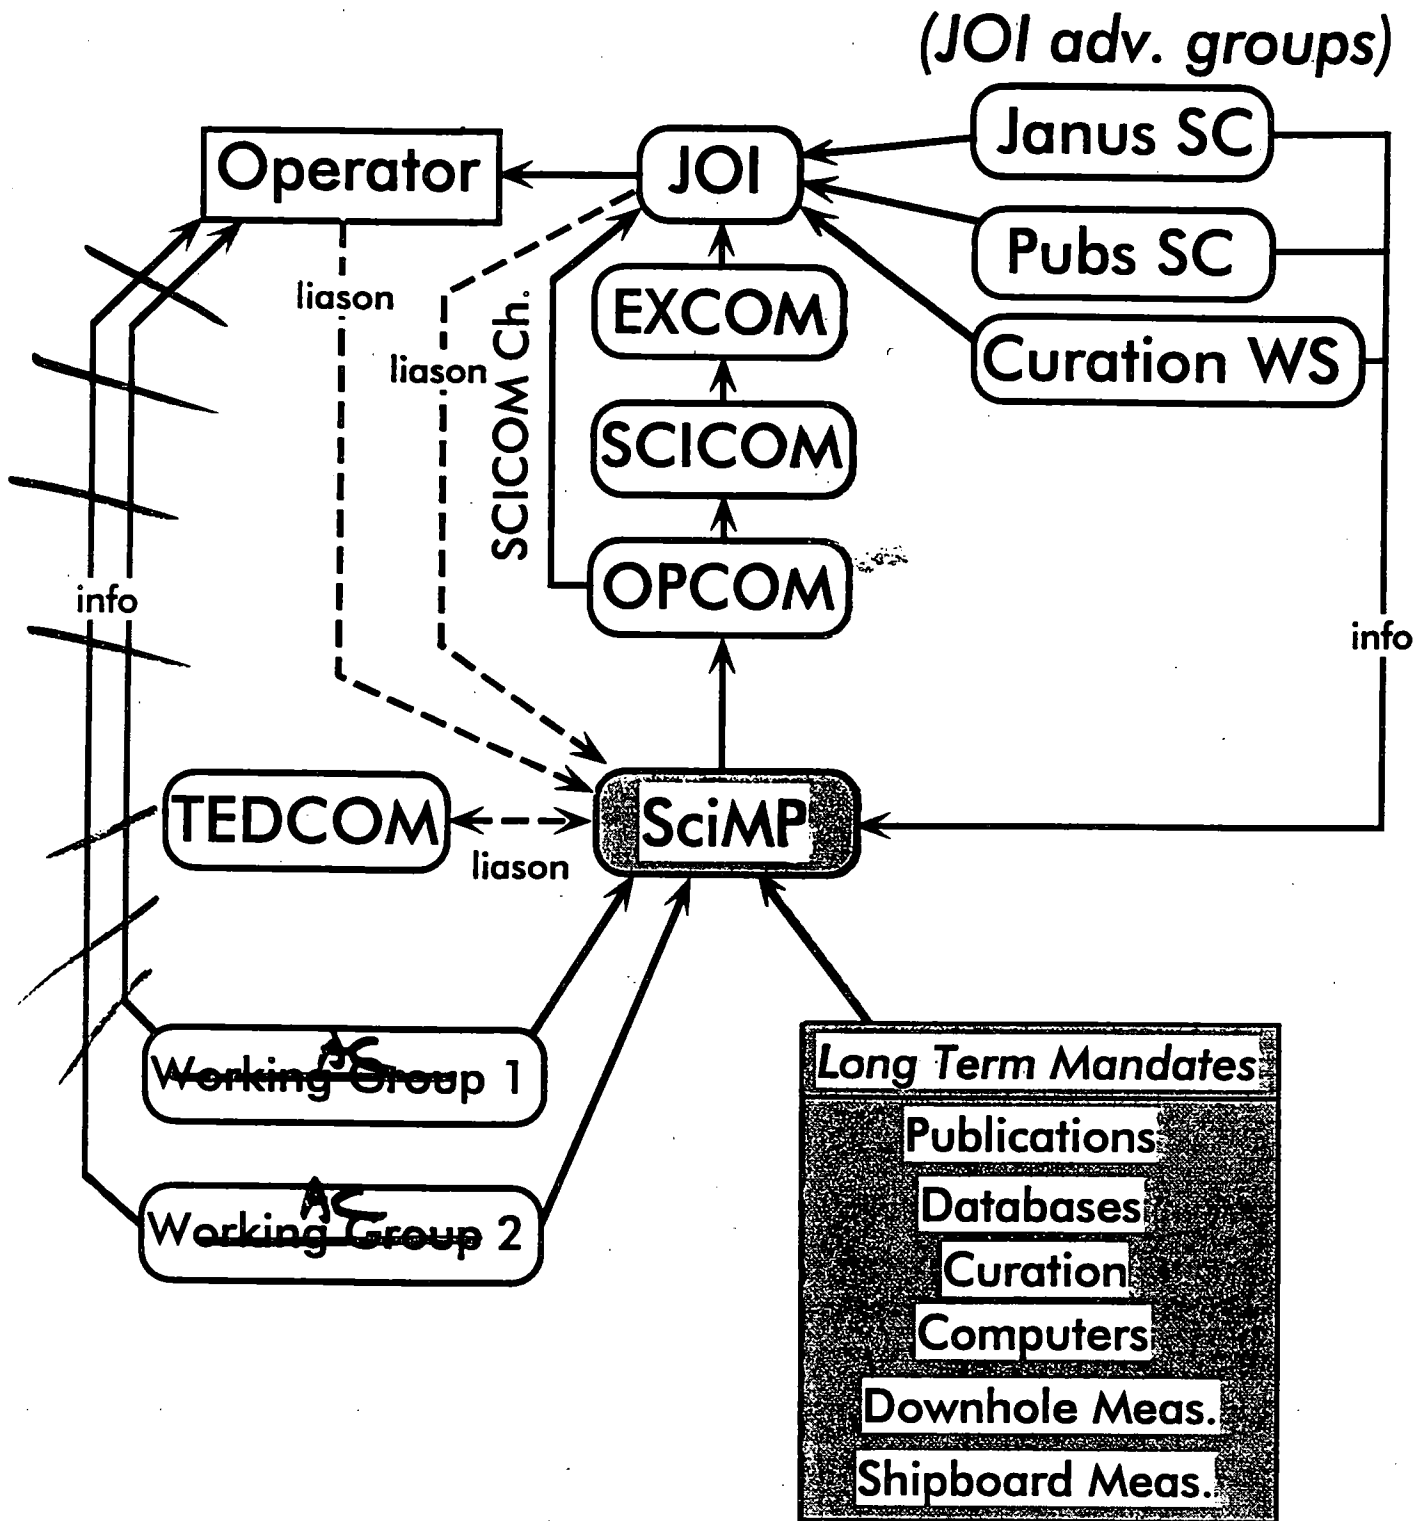 (JOI adv. groups)
Janus SC
Operator
JOI
Pubs SC
liason
EXCOM
Curation WS
liason
SCICOM Ch.
SCICOM
OPCOM
info
info
TEDCOM
SciMP
liason
AC
Working Group 1
Long Term Mandates
Publications
AC
Working Group 2
Databases
Curation
Computers
Downhole Meas.
Shipboard Meas.